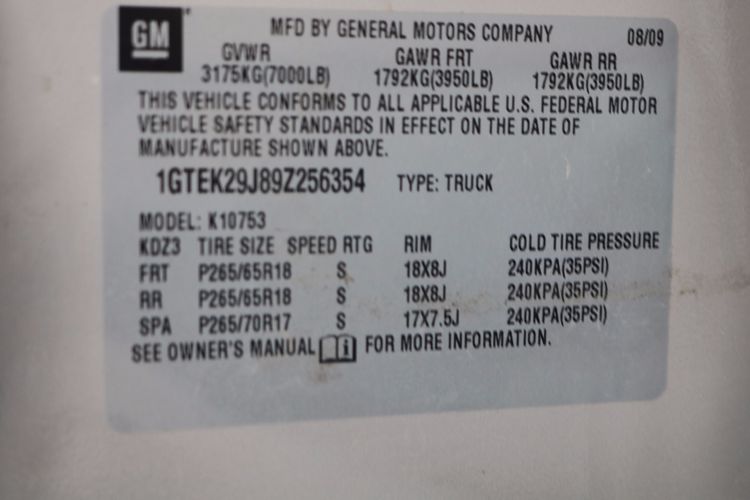 GM
MFD BY GENERAL MOTORS COMPANY 08/09
GVWR GAWR FRT GAWR RR
3175KG(7000LB) 1792KG(3950LB) 1792KG(3950LB)
THIS VEHICLE CONFORMS TO ALL APPLICABLE U.S. FEDERAL MOTOR
VEHICLE SAFETY STANDARDS IN EFFECT ON THE DATE OF
MANUFACTURE SHOWN ABOVE.
1GTEK29J89Z256354 TYPE: TRUCK
MODEL: K10753
KDZ3 TIRE SIZE SPEED RTG RIM COLD TIRE PRESSURE
FRT P265/65R18 S 18X8J 240KPA(35PSI)
RR P265/65R18 S 18X8J 240KPA(35PSI)
SPA P265/70R17 S 17X7.5J 240KPA(35PSI)
SEE OWNER'S MANUAL i FOR MORE INFORMATION.